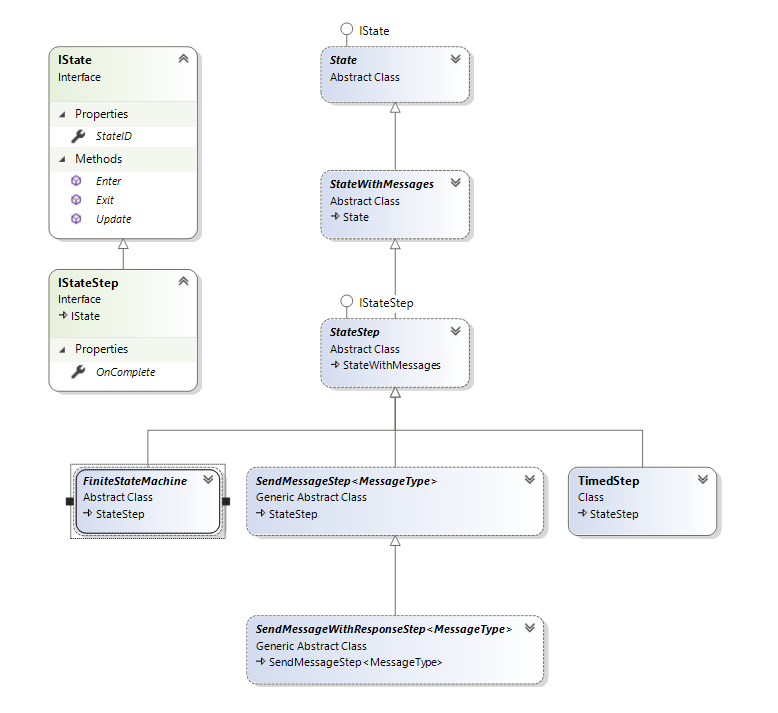 IState
Interface
Properties
StateID
Methods
Enter
Exit
Update
IStateStep
Interface
IState
Properties
OnComplete
IState
State
Abstract Class
StateWithMessages
Abstract Class
State
IStateStep
StateStep
Abstract Class
StateWithMessages
FiniteStateMachine
Abstract Class
StateStep
SendMessageStep<MessageType>
Generic Abstract Class
StateStep
TimedStep
Class
StateStep
SendMessageWithResponseStep<MessageType>
Generic Abstract Class
SendMessageStep<MessageType>